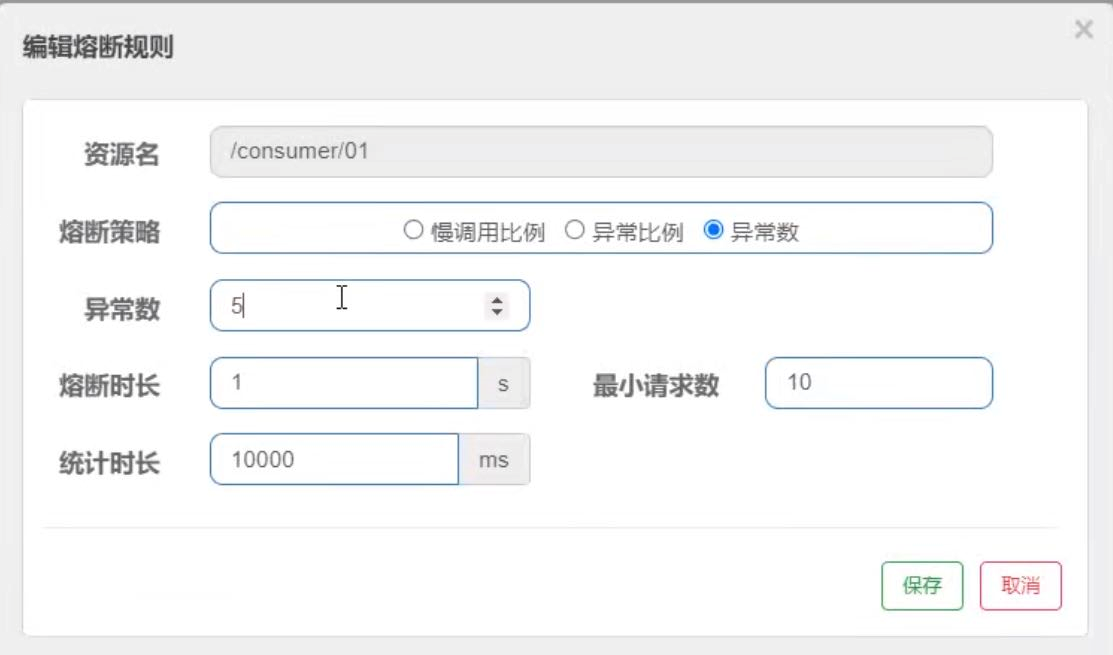 编辑熔断规则 ×
资源名 /consumer/01
熔断策略 慢调用比例 异常比例 异常数
异常数 5
熔断时长 1 s 最小请求数 10
统计时长 10000 ms
保存 取消